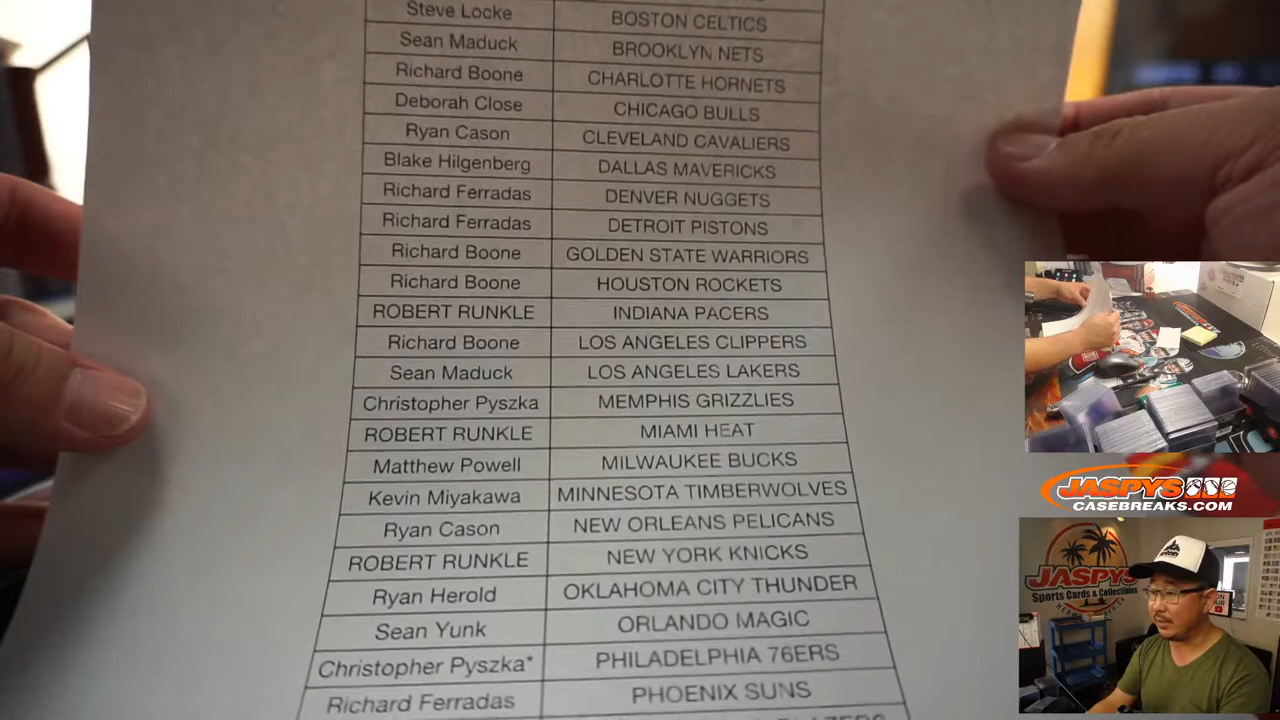 Steve Locke BOSTON CELTICS
Sean Maduck BROOKLYN NETS
Richard Boone CHARLOTTE HORNETS
Deborah Close CHICAGO BULLS
Ryan Cason CLEVELAND CAVALIERS
Blake Hilgenberg DALLAS MAVERICKS
Richard Ferradas DENVER NUGGETS
Richard Ferradas DETROIT PISTONS
Richard Boone GOLDEN STATE WARRIORS
Richard Boone HOUSTON ROCKETS
ROBERT RUNKLE INDIANA PACERS
Richard Boone LOS ANGELES CLIPPERS
Sean Maduck LOS ANGELES LAKERS
Christopher Pyszka MEMPHIS GRIZZLIES
ROBERT RUNKLE MIAMI HEAT
Matthew Powell MILWAUKEE BUCKS
Kevin Miyakawa MINNESOTA TIMBERWOLVES
Ryan Cason NEW ORLEANS PELICANS
ROBERT RUNKLE NEW YORK KNICKS
Ryan Herold OKLAHOMA CITY THUNDER
Sean Yunk ORLANDO MAGIC
Christopher Pyszka* PHILADELPHIA 76ERS
Richard Ferradas PHOENIX SUNS
JASPYS
CASEBREAKS.COM
JASPYS
Sports Cards & Collectibles
ON AIR